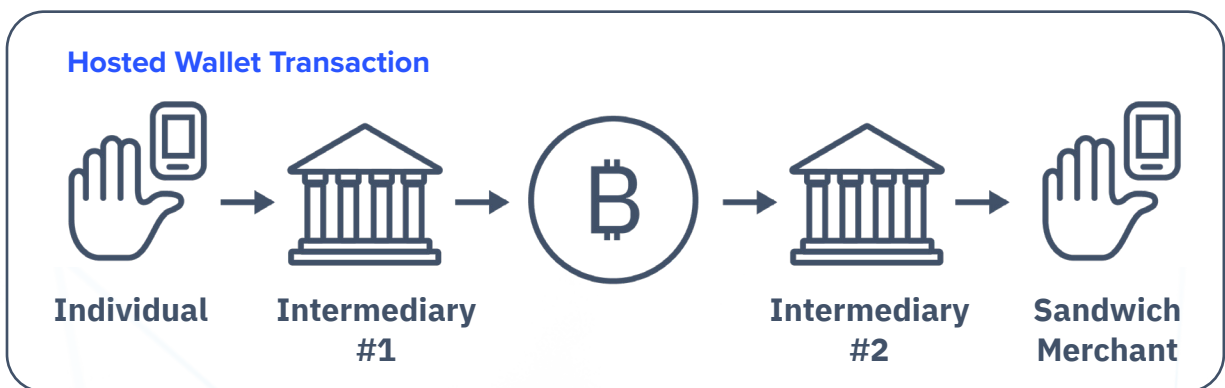 Hosted Wallet Transaction
₿
Individual
Intermediary
#1
Intermediary
#2
Sandwich
Merchant